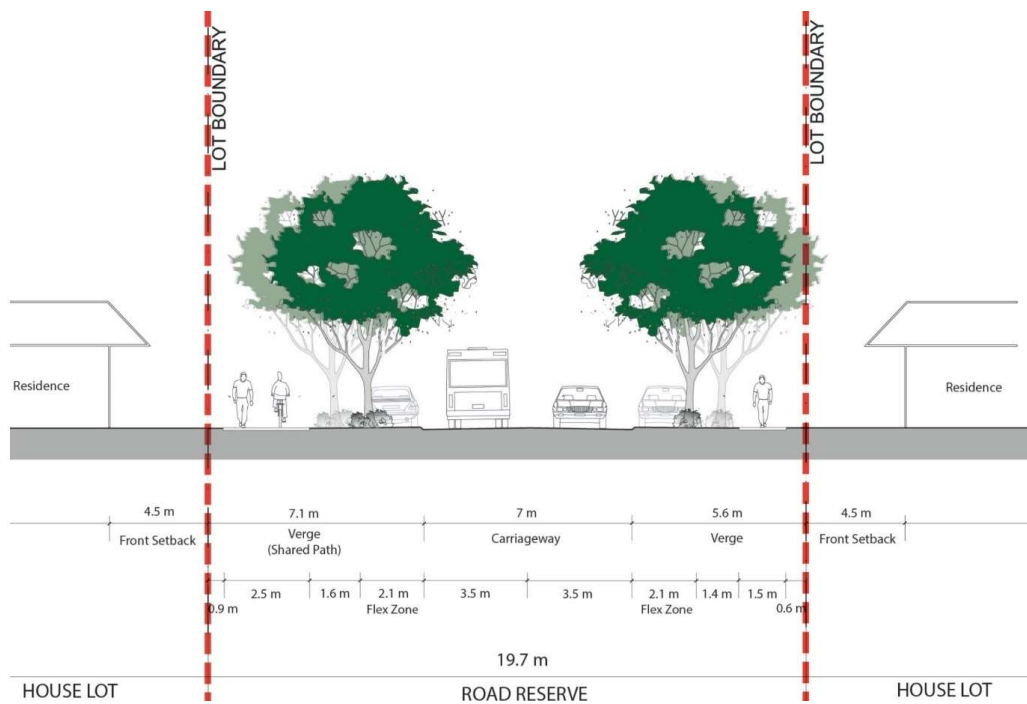 LOT BOUNDARY
LOT BOUNDARY
Residence
Residence
4.5 m
7.1 m
7 m
5.6 m
4.5 m
Front Setback
Verge
(Shared Path)
Carriageway
Verge
Front Setback
0.9 m
2.5 m
1.6 m
2.1 m
Flex Zone
3.5 m
3.5 m
2.1 m
Flex Zone
1.4 m
1.5 m
0.6 m
19.7 m
HOUSE LOT
ROAD RESERVE
HOUSE LOT